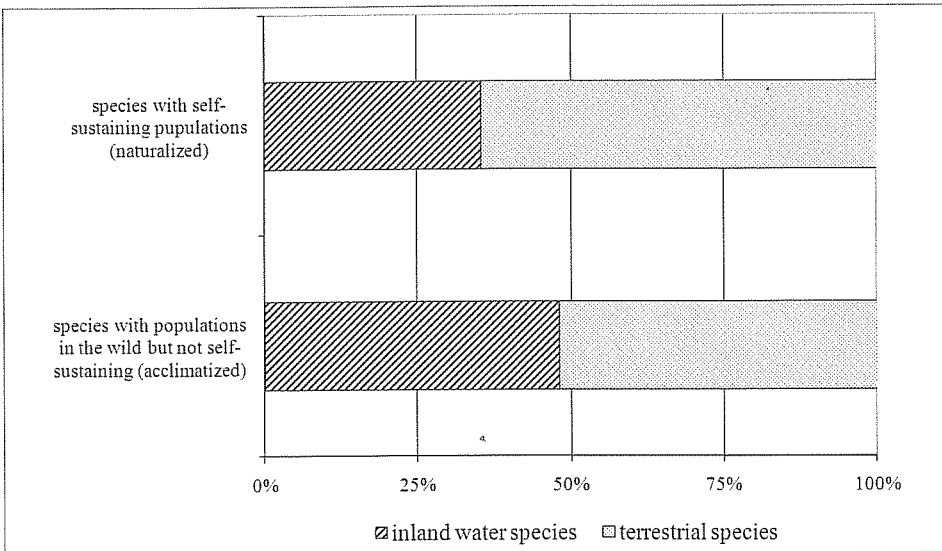 species with self-
sustaining pupulations
(naturalized)
species with populations
in the wild but not self-
sustaining (acclimatized)
0% 25% 50% 75% 100%
inland water species terrestrial species